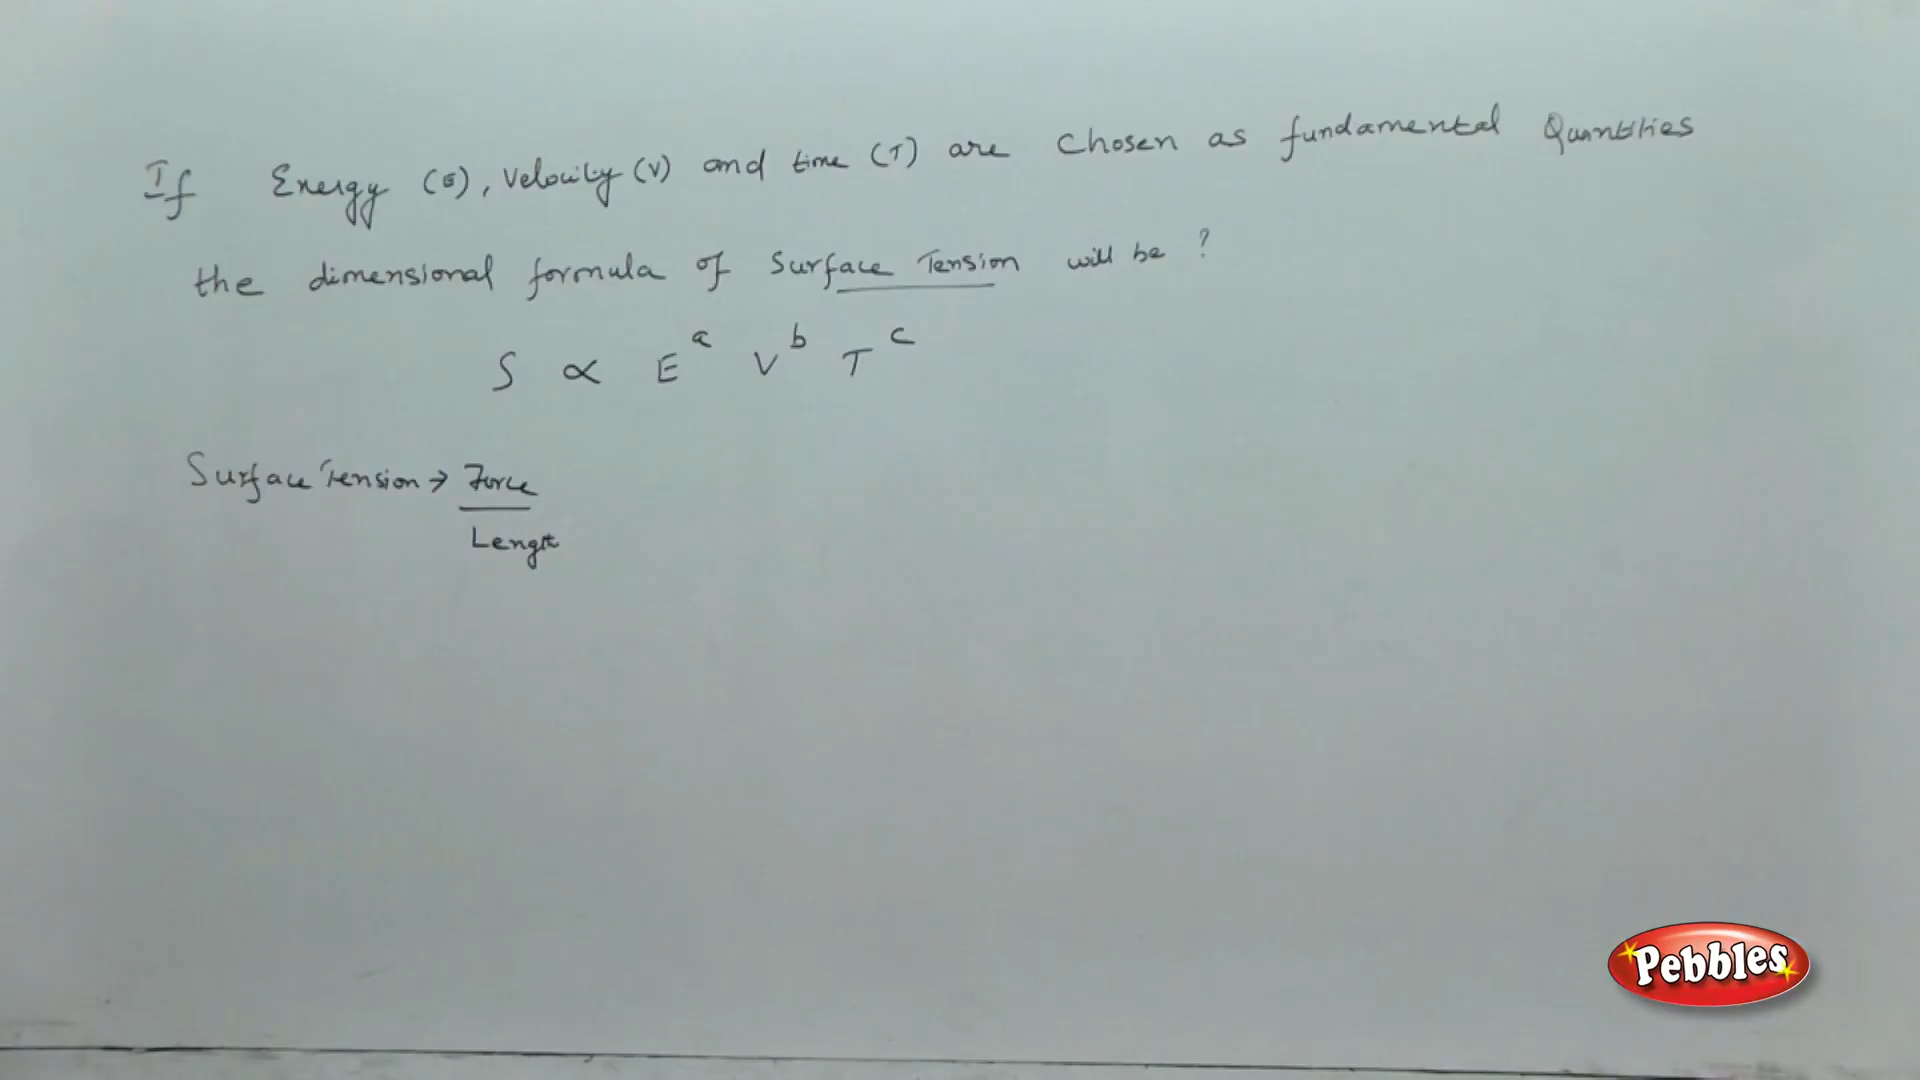 If Energy (E), Velocity (V) and time (T) are chosen as fundamental Quantities
the dimensional formula of Surface Tension will be ?
S ∝ E^a V^b T^c
Surface Tension → Force
Length
Pebbles